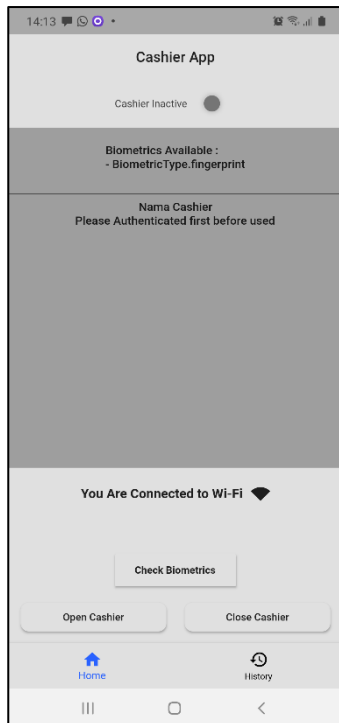 14:13
Cashier App
Cashier Inactive
Biometrics Available :
- BiometricType.fingerprint
Nama Cashier
Please Authenticated first before used
You Are Connected to Wi-Fi
Check Biometrics
Open Cashier
Close Cashier
Home
History